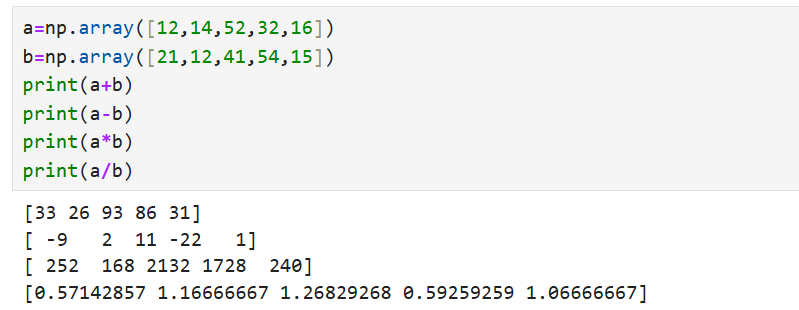 a=np.array([12,14,52,32,16])
b=np.array([21,12,41,54,15])
print(a+b)
print(a-b)
print(a*b)
print(a/b)
[33 26 93 86 31]
[ -9   2  11 -22   1]
[ 252  168 2132 1728  240]
[0.57142857 1.16666667 1.26829268 0.59259259 1.06666667]